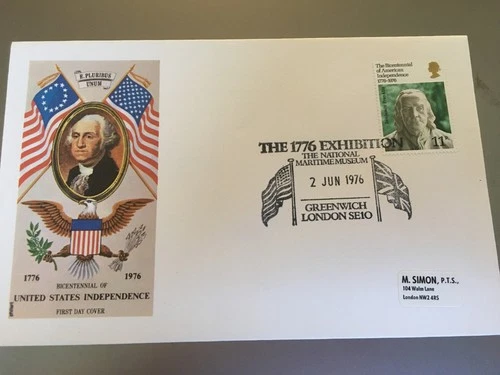 E. PLURIBUS
UNUM
1776 1976
BICENTENNIAL OF
UNITED STATES INDEPENDENCE
FIRST DAY COVER
The Bicentennial
of American
Independence
1776-1976
11
THE 1776 EXHIBITION
THE NATIONAL
MARITIME MUSEUM
2 JUN 1976
GREENWICH
LONDON SE10
M. SIMON, P.T.S.,
104 Walm Lane
London NW2 4RS